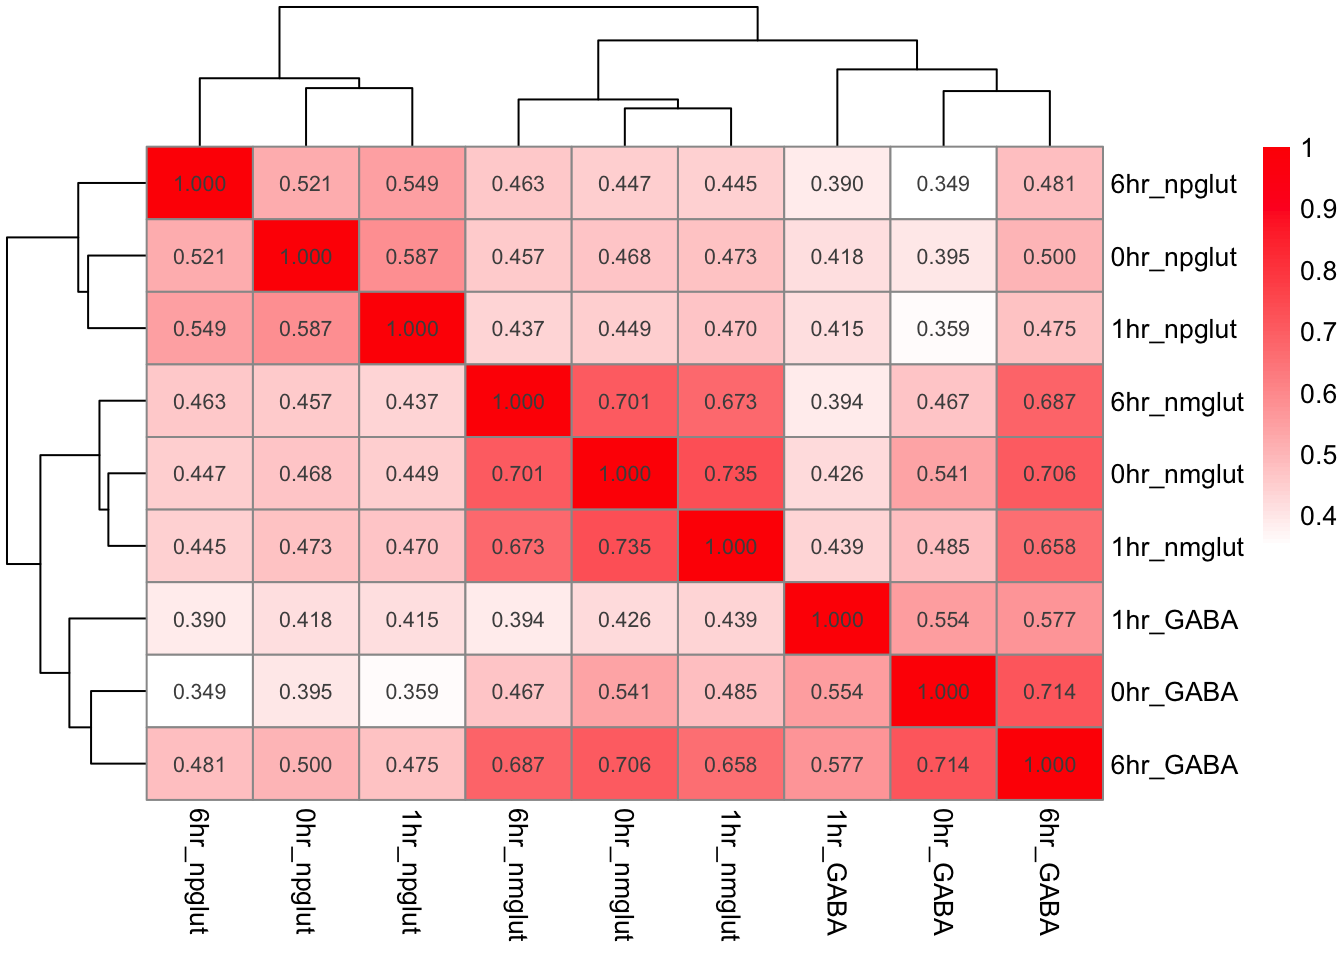 1.000 0.521 0.549 0.463 0.447 0.445 0.390 0.349 0.481 6hr_npglut
0.521 1.000 0.587 0.457 0.468 0.473 0.418 0.395 0.500 0hr_npglut
0.549 0.587 1.000 0.437 0.449 0.470 0.415 0.359 0.475 1hr_npglut
0.463 0.457 0.437 1.000 0.701 0.673 0.394 0.467 0.687 6hr_nmglut
0.447 0.468 0.449 0.701 1.000 0.735 0.426 0.541 0.706 0hr_nmglut
0.445 0.473 0.470 0.673 0.735 1.000 0.439 0.485 0.658 1hr_nmglut
0.390 0.418 0.415 0.394 0.426 0.439 1.000 0.554 0.577 1hr_GABA
0.349 0.395 0.359 0.467 0.541 0.485 0.554 1.000 0.714 0hr_GABA
0.481 0.500 0.475 0.687 0.706 0.658 0.577 0.714 1.000 6hr_GABA
6hr_npglut
0hr_npglut
1hr_npglut
6hr_nmglut
0hr_nmglut
1hr_nmglut
1hr_GABA
0hr_GABA
6hr_GABA
1
0.9
0.8
0.7
0.6
0.5
0.4